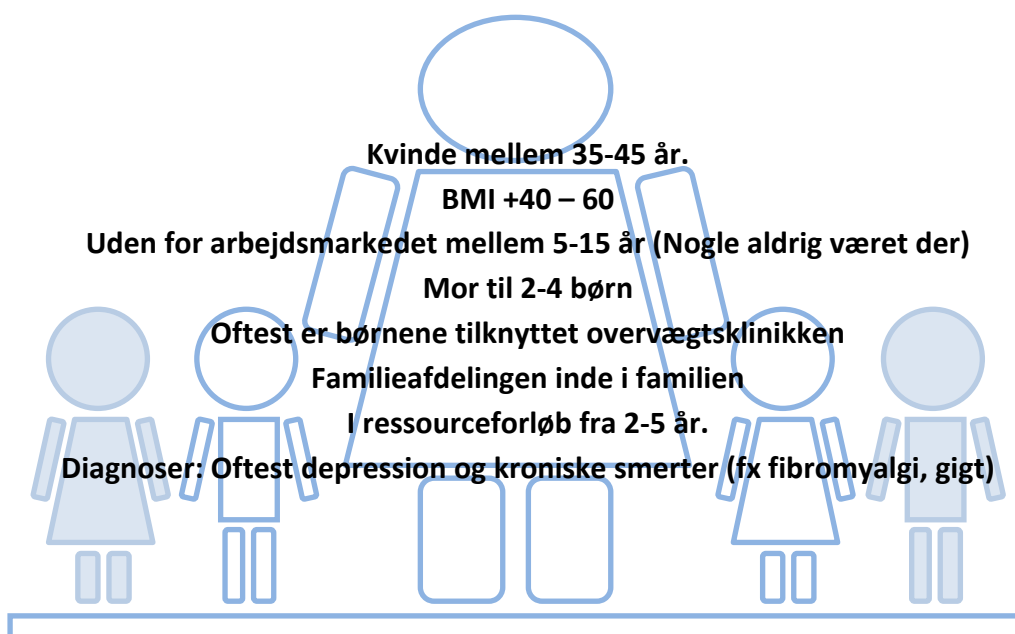 Kvinde mellem 35-45 år.
BMI +40 – 60
Uden for arbejdsmarkedet mellem 5-15 år (Nogle aldrig været der)
Mor til 2-4 børn
Oftest er børnene tilknyttet overvægtsklinikken
Familieafdelingen inde i familien
I ressourceforløb fra 2-5 år.
Diagnoser: Oftest depression og kroniske smerter (fx fibromyalgi, gigt)